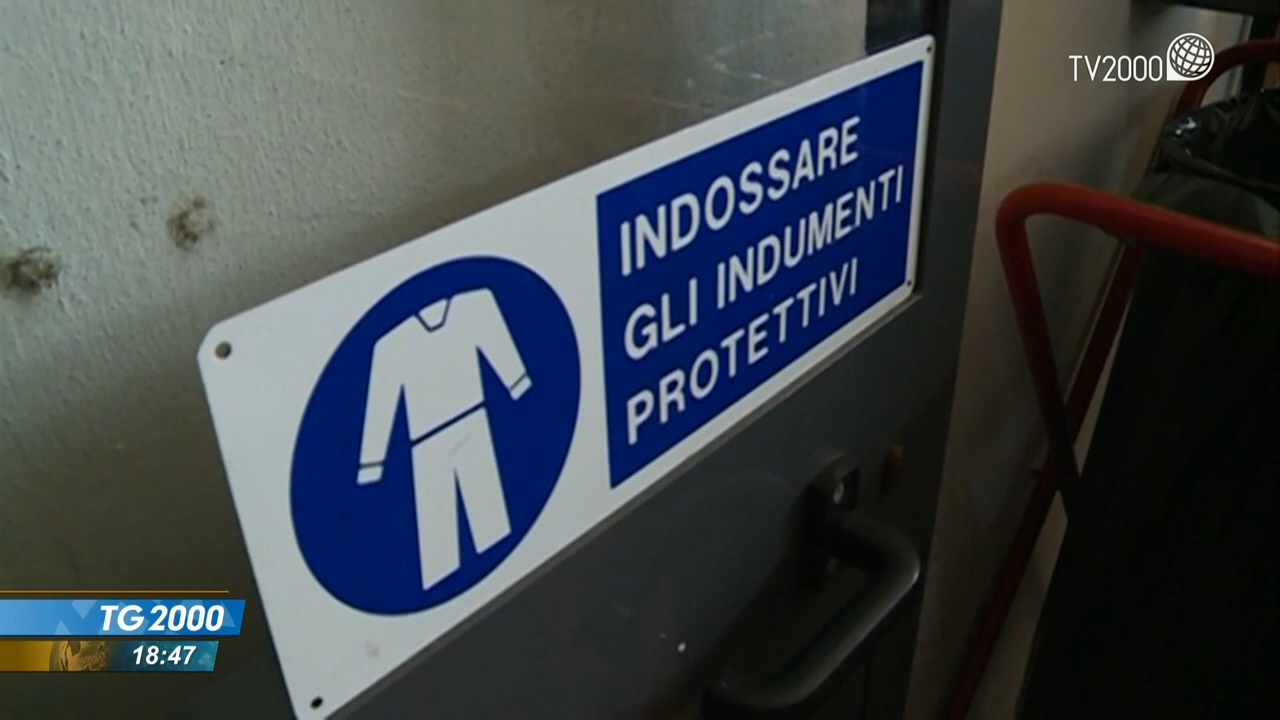 TV2000
INDOSSARE
GLI INDUMENTI
PROTETTIVI
TG 2000
18:47